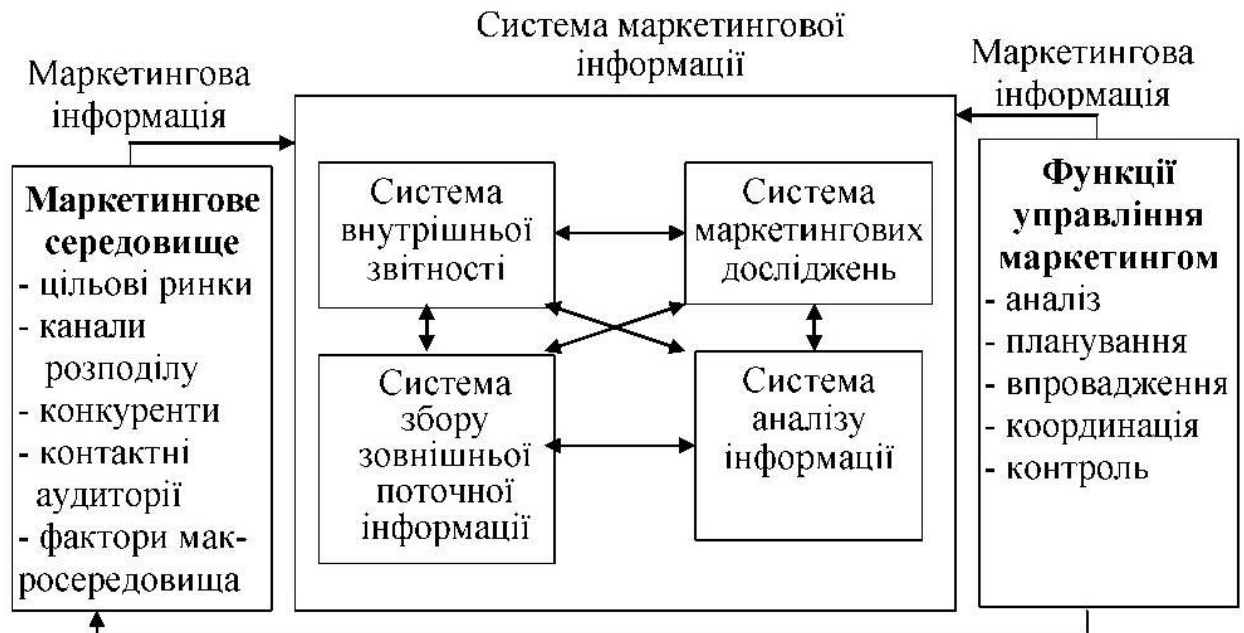 Система маркетингової
інформації
Маркетингова
інформація
Маркетингова
інформація
Маркетингове
середовище
- цільові ринки
- канали
розподілу
- конкуренти
- контактні
аудиторії
- фактори мак-
росередовища
Система
внутрішньої
звітності
Система
маркетингових
досліджень
Система
збору
зовнішньої
поточної
інформації
Система
аналізу
інформації
Функції
управління
маркетингом
- аналіз
- планування
- впровадження
- координація
- контроль